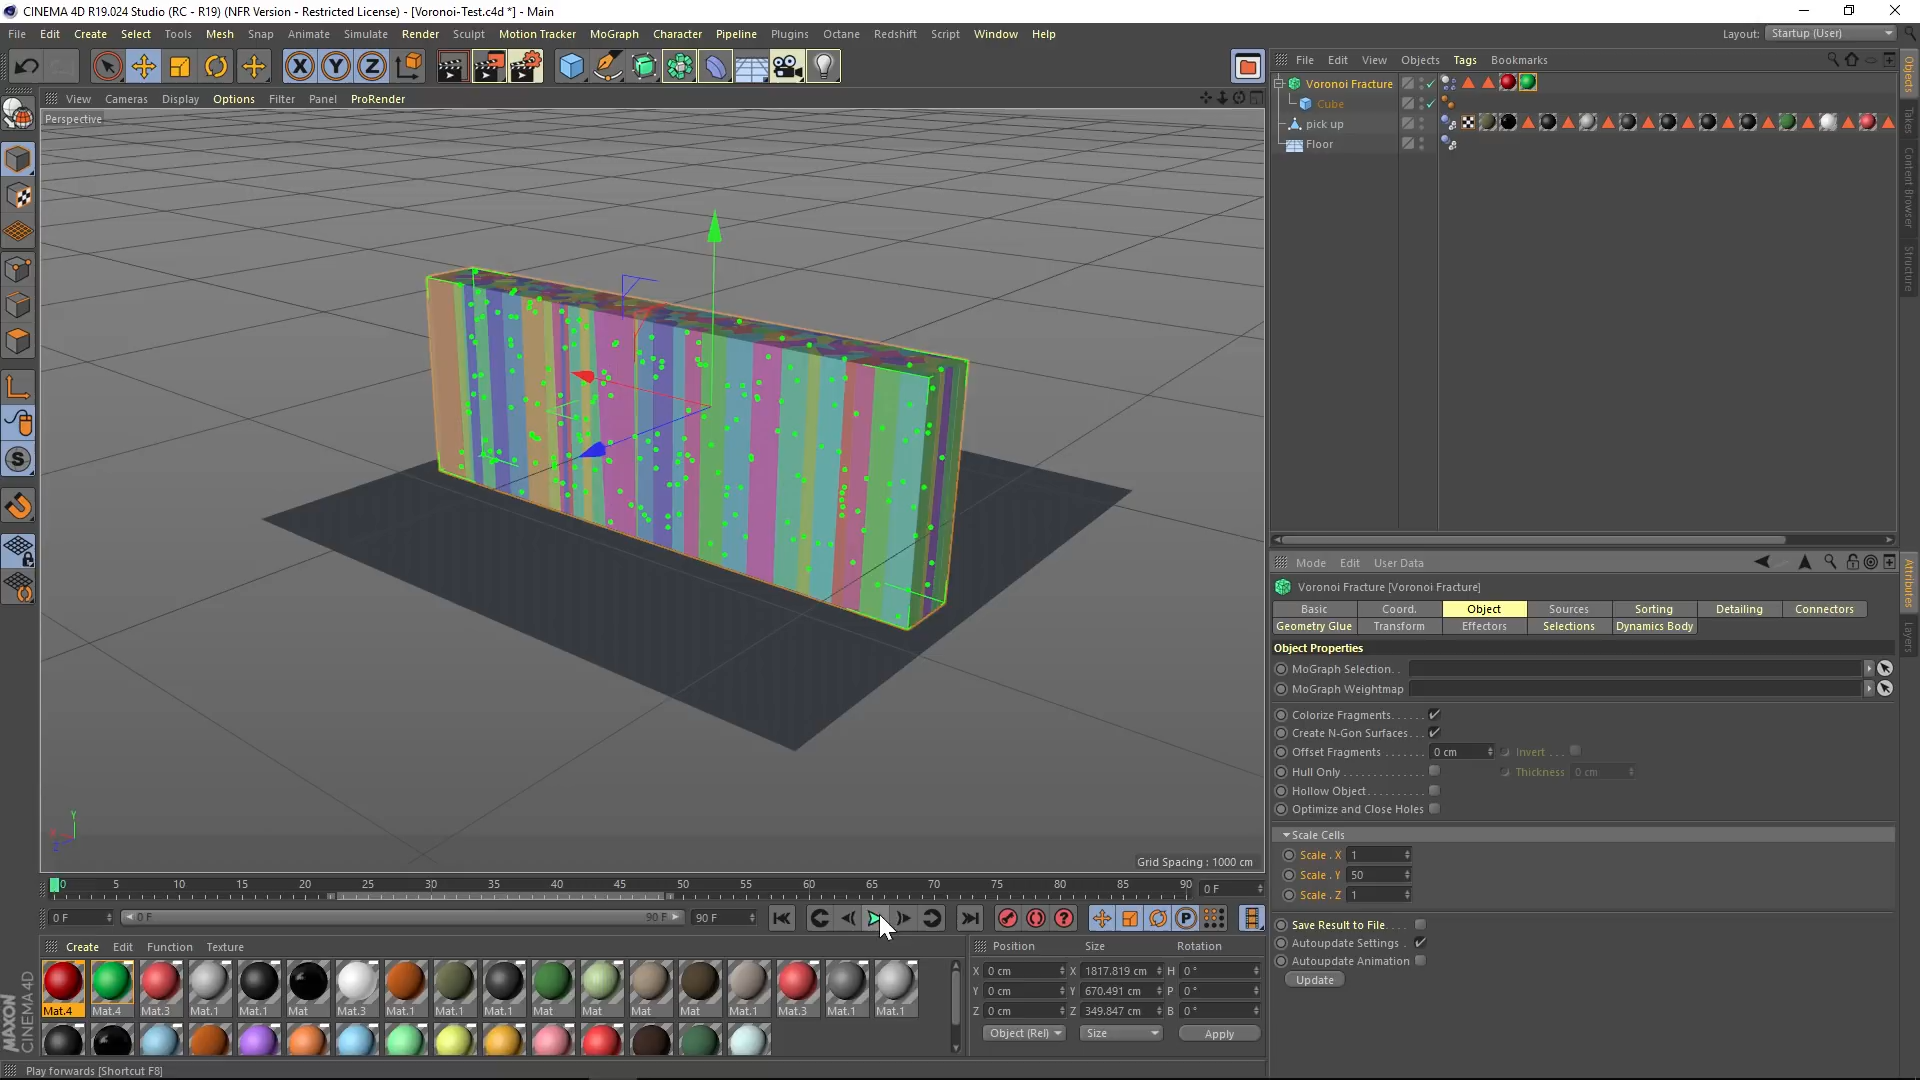 CINEMA 4D R19.024 Studio (RC - R19) (NFR Version - Restricted License) - [Voronoi-Test.c4d *] - Main
File Edit Create Select Tools Mesh Snap Animate Simulate Render Sculpt Motion Tracker MoGraph Character Pipeline Plugins Octane Redshift Script Window Help
Layout: Startup (User)
X Y Z
View Cameras Display Options Filter Panel ProRender
Perspective
File Edit View Objects Tags Bookmarks
Voronoi Fracture
Cube
pick up
Floor
Objects
Takes
Content Browser
Structure
Mode Edit User Data
Voronoi Fracture [Voronoi Fracture]
Basic Coord. Object Sources Sorting Detailing Connectors
Geometry Glue Transform Effectors Selections Dynamics Body
Object Properties
MoGraph Selection. .
MoGraph Weightmap
Colorize Fragments. . . . . .
Create N-Gon Surfaces. . .
Offset Fragments . . . . . . . 0 cm Invert . . .
Hull Only . . . . . . . . . . . . . . Thickness 0 cm
Hollow Object. . . . . . . . . .
Optimize and Close Holes
Scale Cells
Scale . X 1
Scale . Y 50
Scale . Z 1
Save Result to File. . . .
Autoupdate Settings .
Autoupdate Animation
Update
Attributes
Layers
Y
Grid Spacing : 1000 cm
0 5 10 15 20 25 30 35 40 45 50 55 60 65 70 75 80 85 90 0 F
0 F 0 F 90 F 90 F
Create Edit Function Texture
Mat.4 Mat.4 Mat.3 Mat.1 Mat.1 Mat Mat.3 Mat.1 Mat.1 Mat.1 Mat Mat Mat Mat Mat.1 Mat.3 Mat.1 Mat.1
Position Size Rotation
X 0 cm X 1817.819 cm H 0 °
Y 0 cm Y 670.491 cm P 0 °
Z 0 cm Z 349.847 cm B 0 °
Object (Rel) Size Apply
MAXON
CINEMA 4D
Play forwards [Shortcut F8]